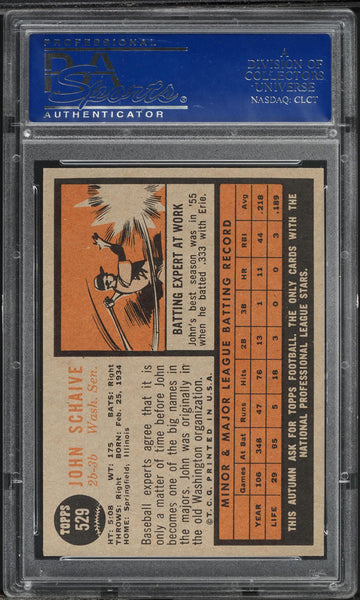 PROFESSIONAL
PSA
Sports
®
AUTHENTICATOR
A
DIVISION OF
COLLECTORS
UNIVERSE
NASDAQ: CLCT
TOPPS
529
JOHN SCHAIVE
2b-3b Wash. Sen.
HT: 5:08 WT: 175 BATS: Right
THROWS: Right BORN: Feb. 25, 1934
HOME: Springfield, Illinois
Baseball experts agree that it is
only a matter of time before John
becomes one of the big names in
the majors. John was originally in
the old Washington organization.
© T.C.G. PRINTED IN U.S.A.
BATTING EXPERT AT WORK
John's best season was in '55
when he batted .333 with Erie.
MINOR & MAJOR LEAGUE BATTING RECORD
Games At Bat Runs Hits 2B 3B HR RBI Avg
YEAR 106 348 47 76 13 1 11 44 .218
LIFE 29 95 5 18 3 0 0 3 .189
THIS AUTUMN ASK FOR TOPPS FOOTBALL. THE ONLY CARDS WITH THE
NATIONAL PROFESSIONAL LEAGUE STARS.